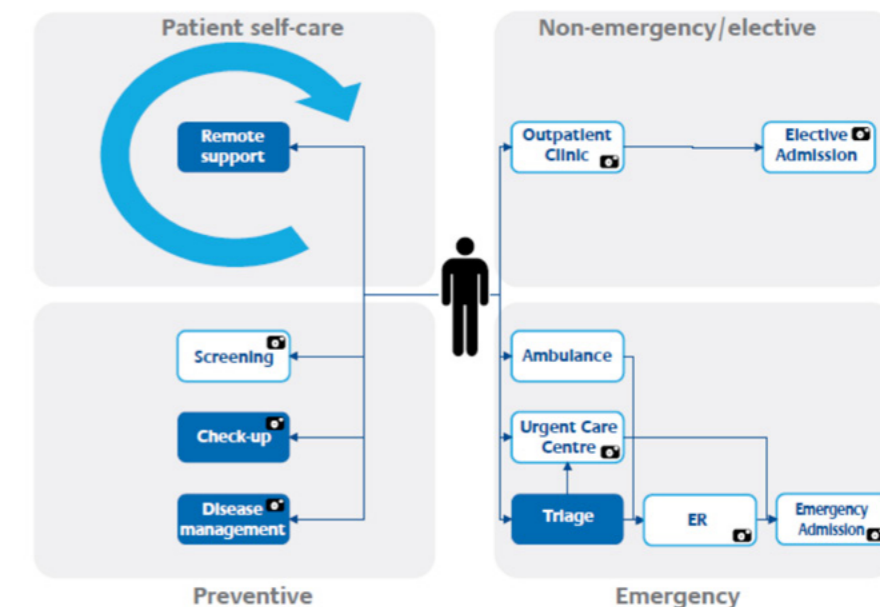 Patient self-care
Non-emergency/elective
Remote
support
Outpatient
Clinic
Elective
Admission
Screening
Check-up
Disease
management
Ambulance
Urgent Care
Centre
Triage
ER
Emergency
Admission
Preventive
Emergency